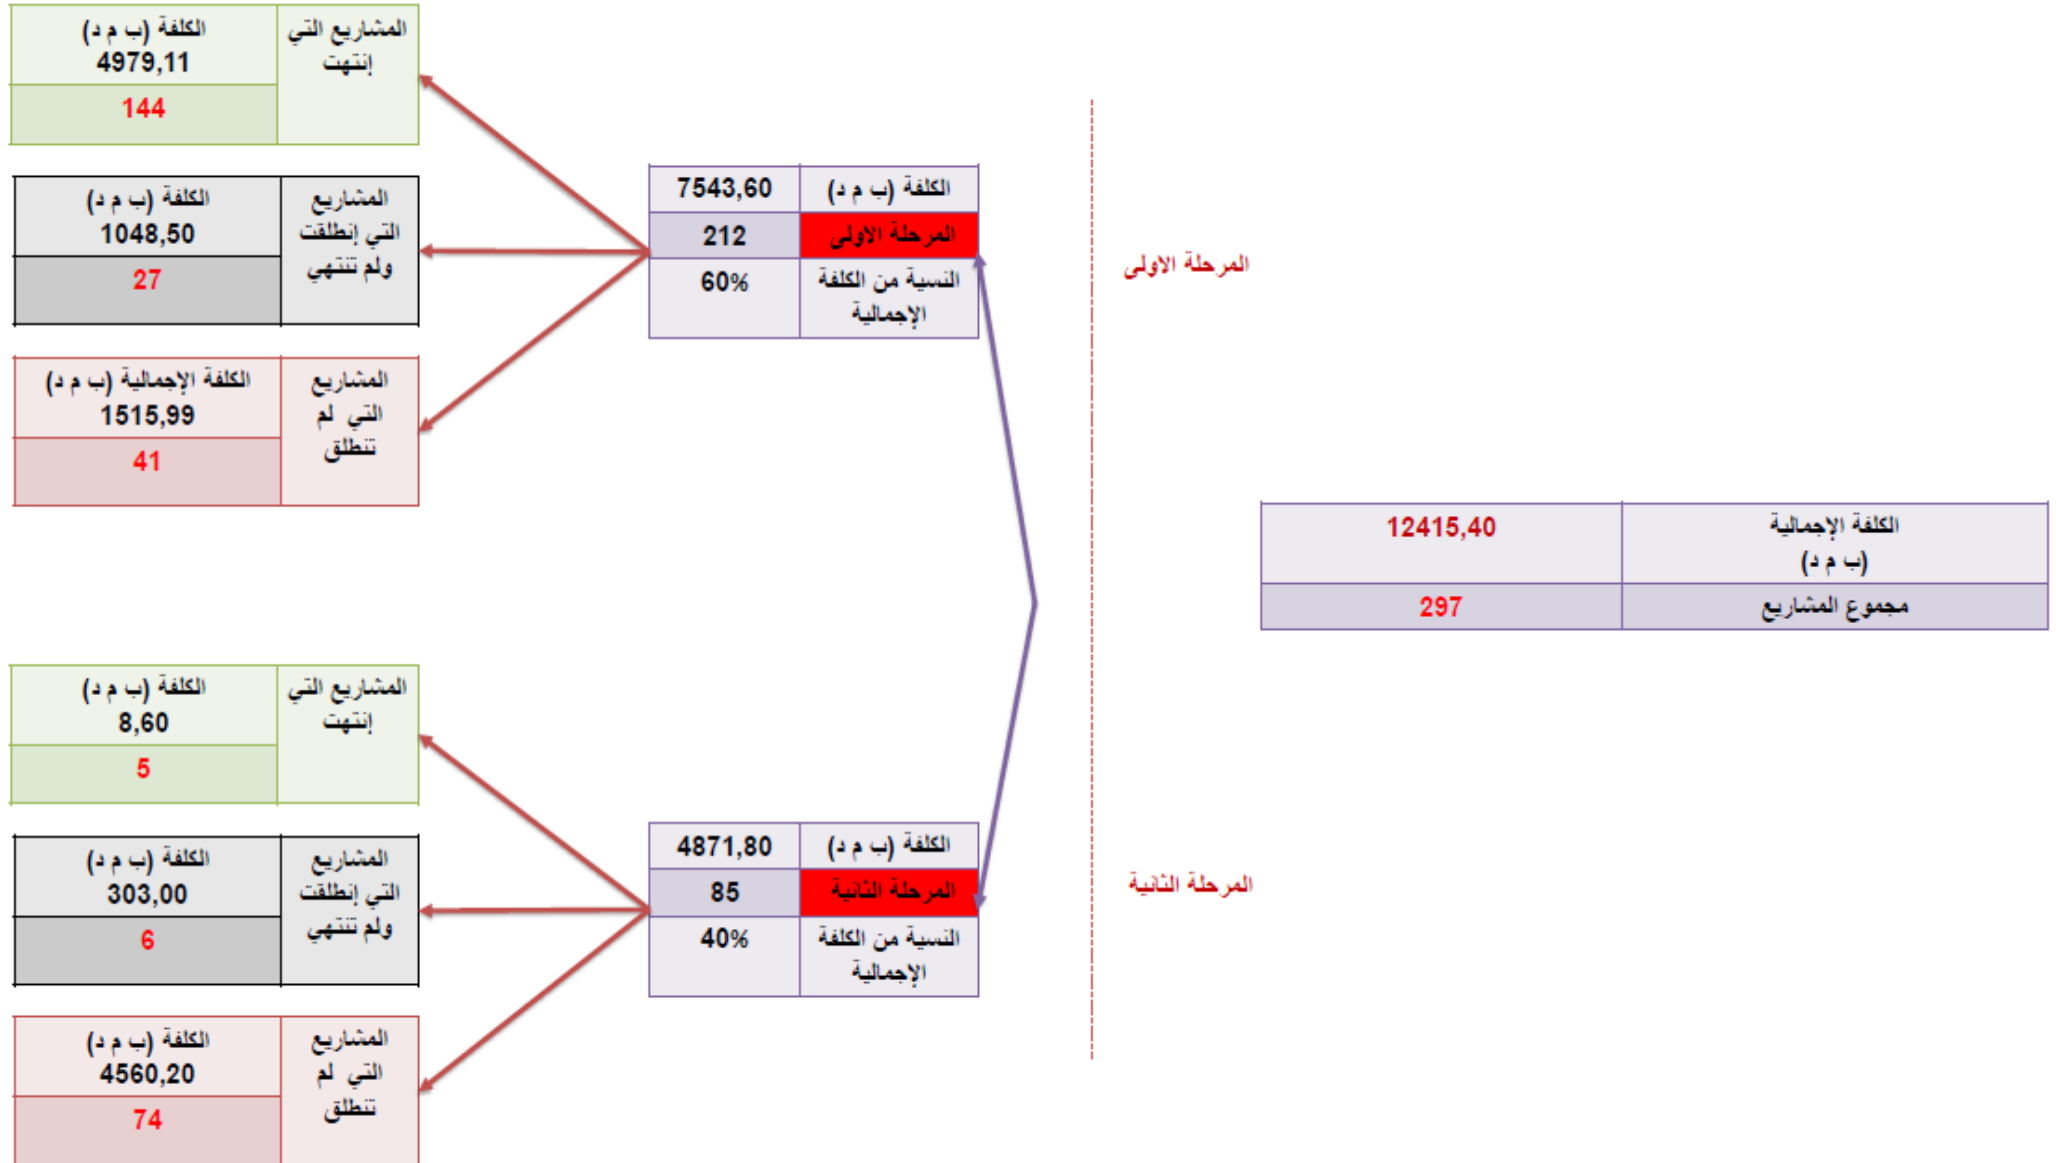 الكلفة الإجمالية 12415,40
(ب م د)
مجموع المشاريع 297
المرحلة الاولى
الكلفة (ب م د) 7543,60
المرحلة الاولى 212
النسبة من الكلفة 60%
الإجمالية
المشاريع التي
إنتهت
الكلفة (ب م د)
4979,11
144
المشاريع
التي إنطلقت
ولم تنتهي
الكلفة (ب م د)
1048,50
27
المشاريع
التي لم
تنطلق
الكلفة الإجمالية (ب م د)
1515,99
41
المرحلة الثانية
الكلفة (ب م د) 4871,80
المرحلة الثانية 85
النسبة من الكلفة 40%
الإجمالية
المشاريع التي
إنتهت
الكلفة (ب م د)
8,60
5
المشاريع
التي إنطلقت
ولم تنتهي
الكلفة (ب م د)
303,00
6
المشاريع
التي لم
تنطلق
الكلفة (ب م د)
4560,20
74